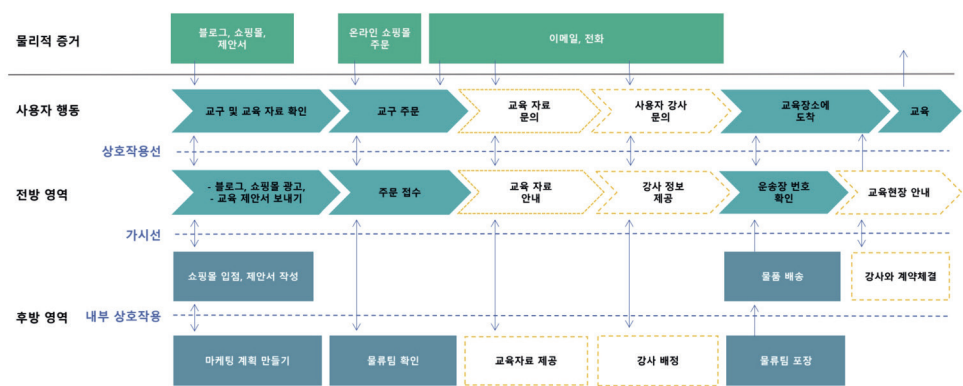 물리적 증거
블로그, 쇼핑몰,
제안서
온라인 쇼핑몰
주문
이메일, 전화
사용자 행동
교구 및 교육 자료 확인
교구 주문
교육 자료
문의
사용자 강사
문의
교육장소에
도착
교육
상호작용선
전방 영역
- 블로그, 쇼핑몰 광고,
- 교육 제안서 보내기
주문 접수
교육 자료
안내
강사 정보
제공
운송장 번호
확인
교육현장 안내
가시선
쇼핑몰 입점, 제안서 작성
물품 배송
강사와 계약체결
후방 영역
내부 상호작용
마케팅 계획 만들기
물류팀 확인
교육자료 제공
강사 배정
물류팀 포장